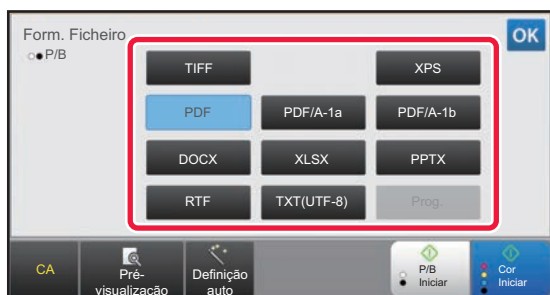 Form. Ficheiro
P/B
OK
TIFF
XPS
PDF
PDF/A-1a
PDF/A-1b
DOCX
XLSX
PPTX
RTF
TXT(UTF-8)
Prog.
CA
Pré-
visualização
Definição
auto
P/B
Iniciar
Cor
Iniciar